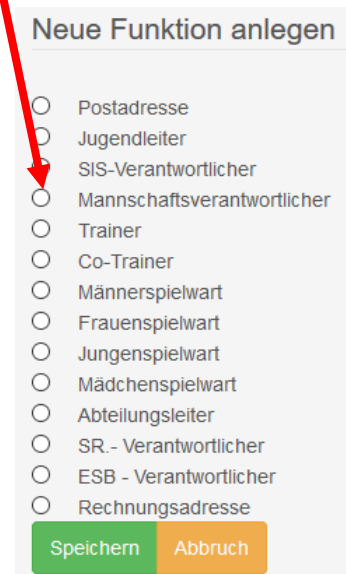 Neue Funktion anlegen
Postadresse
Jugendleiter
SIS-Verantwortlicher
Mannschaftsverantwortlicher
Trainer
Co-Trainer
Männerspielwart
Frauenspielwart
Jungenspielwart
Mädchenspielwart
Abteilungsleiter
SR.- Verantwortlicher
ESB - Verantwortlicher
Rechnungsadresse
Speichern Abbruch